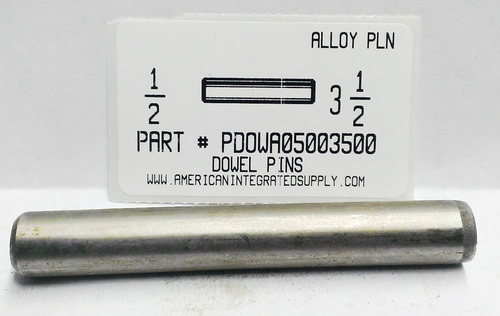 ALLOY PLN
1/2 3 1/2
PART # PDOWA05003500
DOWEL PINS
WWW.AMERICANINTEGRATEDSUPPLY.COM